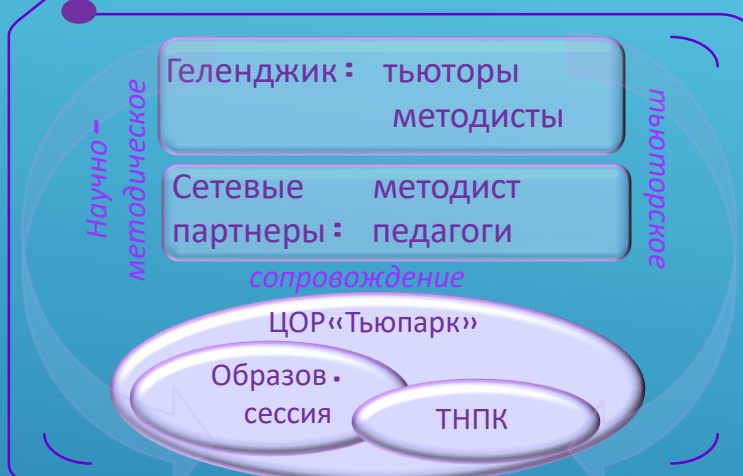 Геленджик: тьюторы
методисты
Научно-
методическое
тьюторское
Сетевые методист
партнеры: педагоги
сопровождение
ЦОР«Тьюпарк»
Образов.
сессия
ТНПК